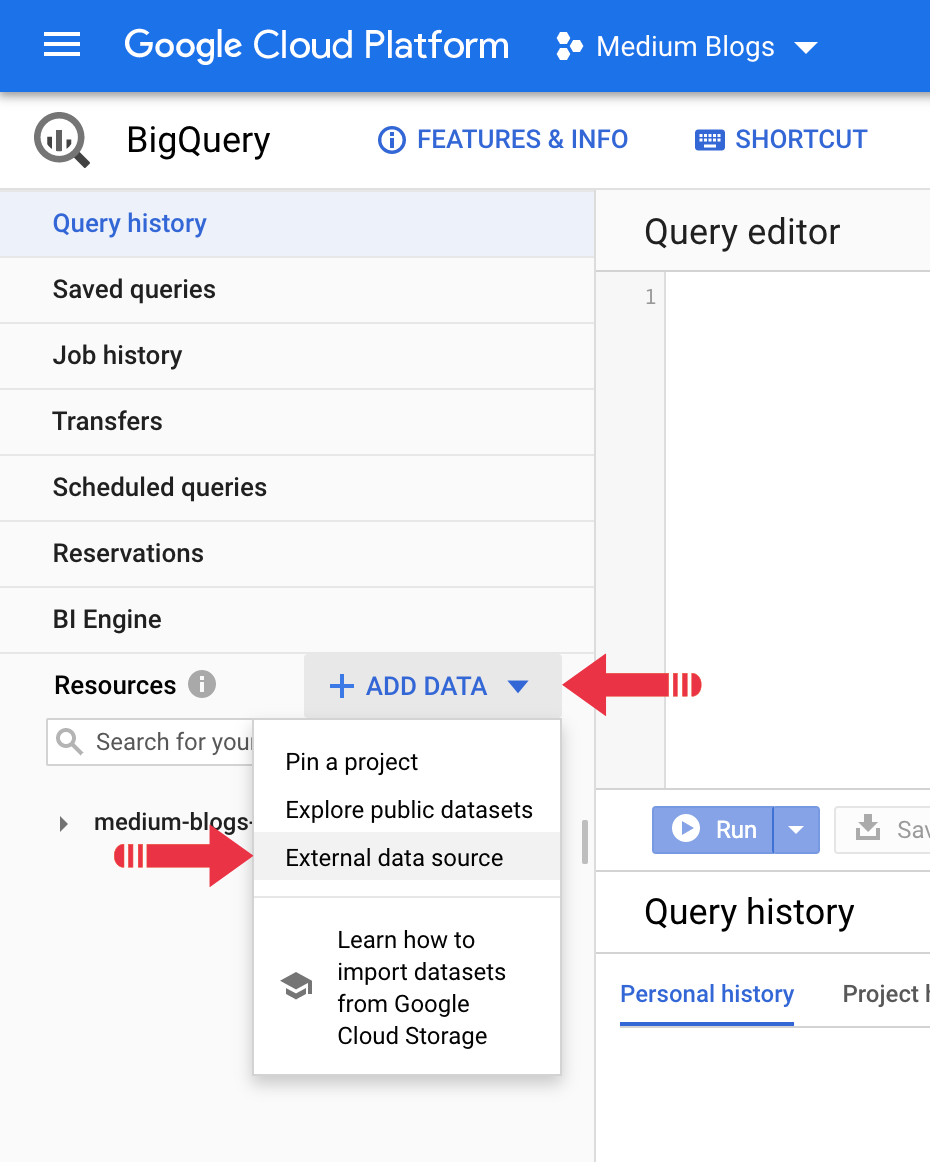 Google Cloud Platform
Medium Blogs
BigQuery
FEATURES & INFO
SHORTCUT
Query history
Saved queries
Job history
Transfers
Scheduled queries
Reservations
BI Engine
Resources
ADD DATA
Search for your
Pin a project
Explore public datasets
External data source
Learn how to
import datasets
from Google
Cloud Storage
medium-blogs-
Query editor
1
Run
Query history
Personal history
Project